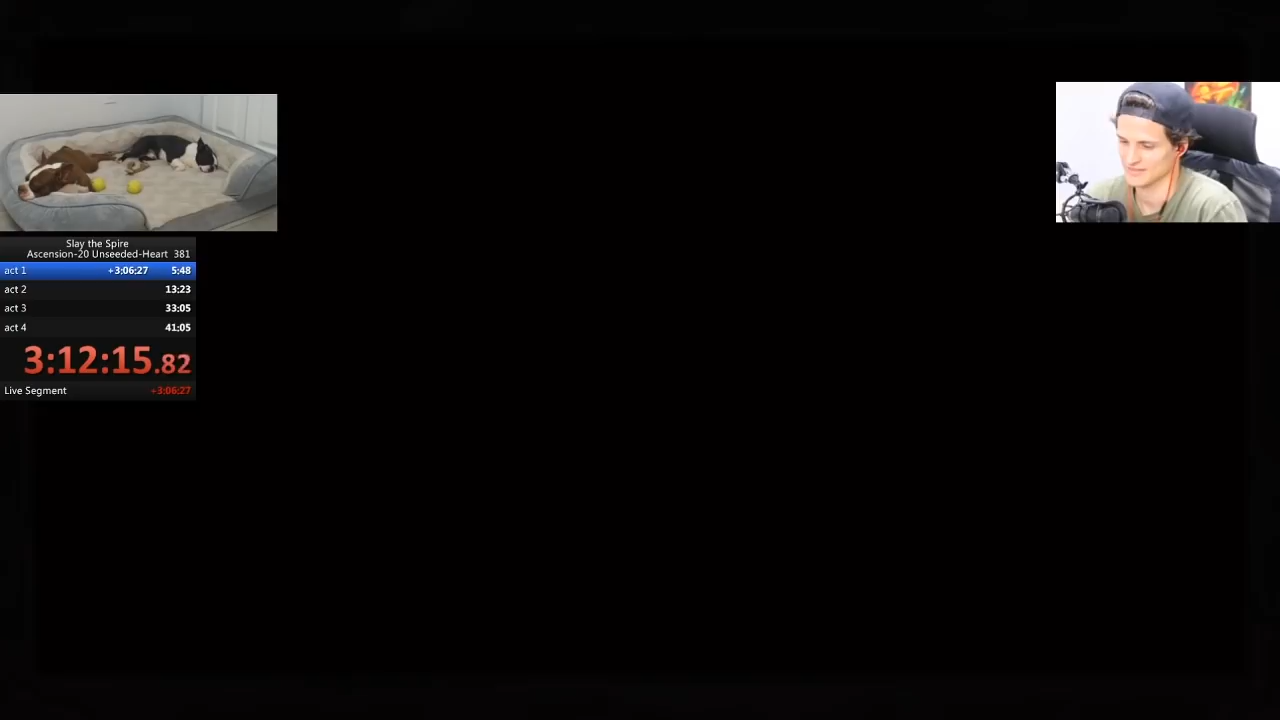 Slay the Spire
Ascension-20 Unseeded-Heart 381
act 1 +3:06:27 5:48
act 2 13:23
act 3 33:05
act 4 41:05
3:12:15.82
Live Segment +3:06:27